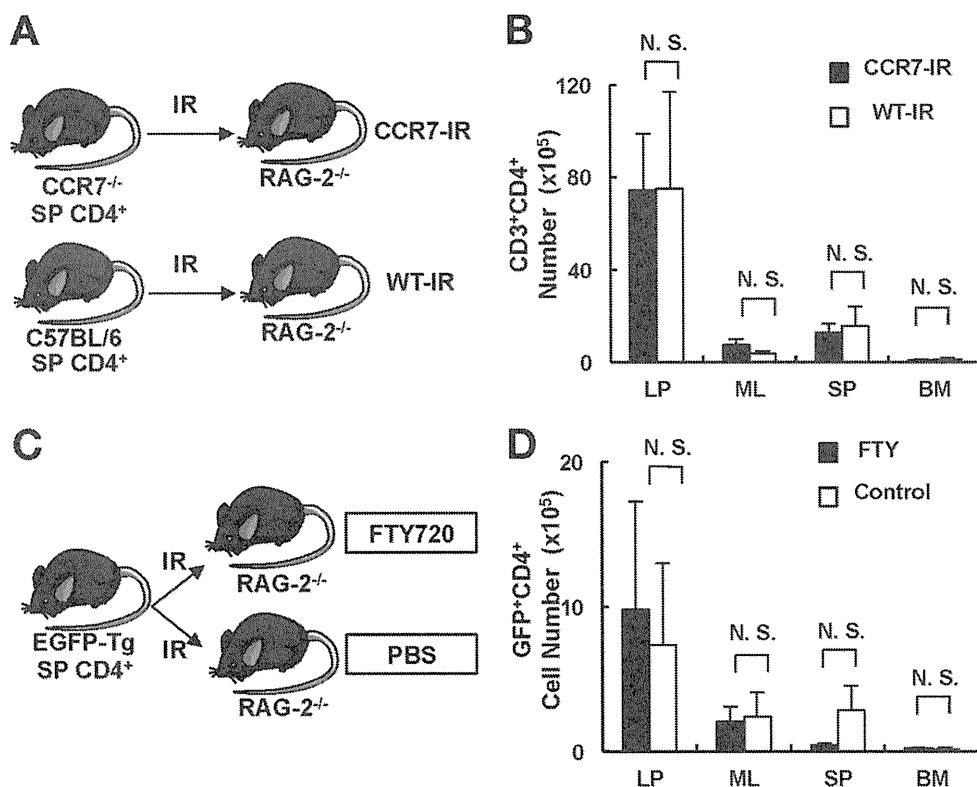 A
IR
CCR7-IR
CCR7-/-
SP CD4+
RAG-2-/-
IR
WT-IR
C57BL/6
SP CD4+
RAG-2-/-
B
N. S.
CCR7-IR
WT-IR
120
80
40
0
CD3+CD4+
Number (x10⁵)
N. S.
N. S.
N. S.
LP
ML
SP
BM
C
IR
FTY720
RAG-2-/-
EGFP-Tg
SP CD4+
IR
PBS
RAG-2-/-
D
N. S.
FTY
Control
20
10
0
GFP+CD4+
Cell Number (x10⁵)
N. S.
N. S.
N. S.
LP
ML
SP
BM